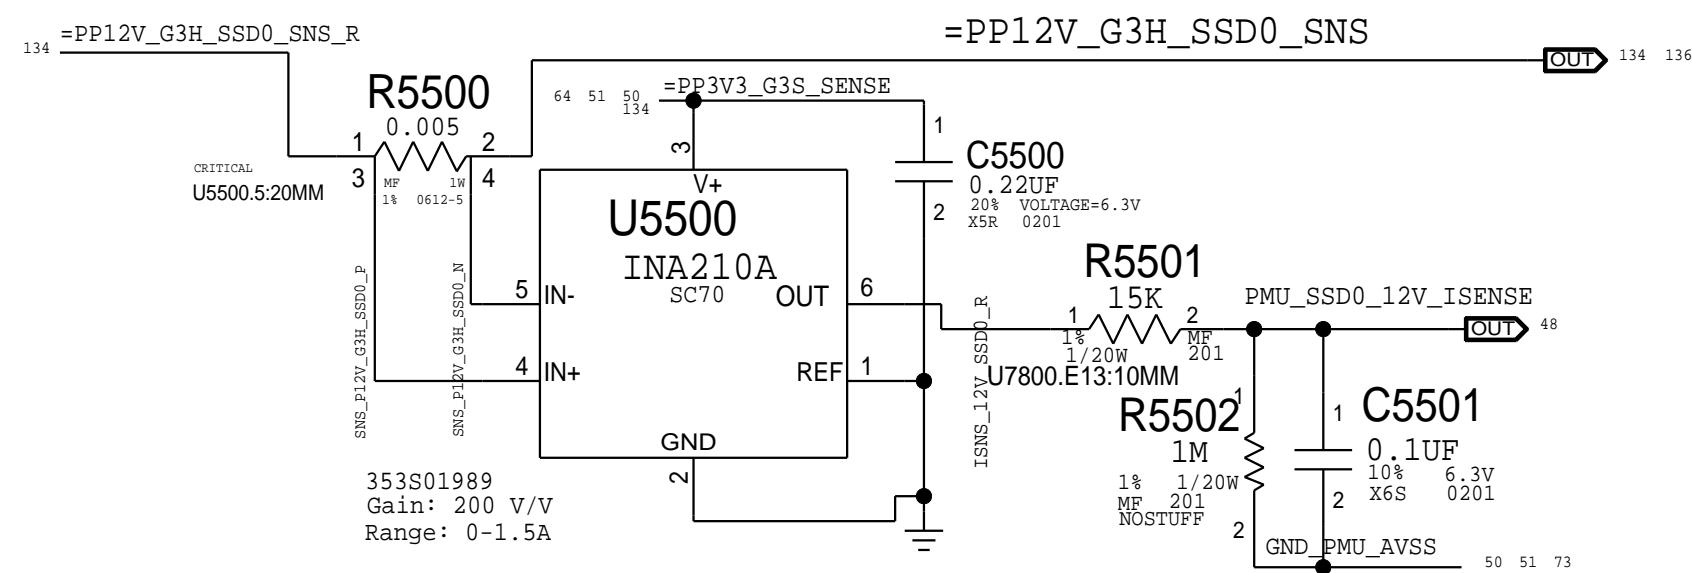 =PP12V_G3H_SSD0_SNS_R
134
=PP12V_G3H_SSD0_SNS
OUT
134 136
R5500
0.005
1
2
3
4
CRITICAL
U5500.5:20MM
MF
1W
1%
0612-5
64 51 50
134
=PP3V3_G3S_SENSE
3
V+
U5500
INA210A
SC70
5
IN-
4
IN+
OUT
6
REF
1
GND
2
SNS_P12V_G3H_SSD0_P
SNS_P12V_G3H_SSD0_N
353S01989
Gain: 200 V/V
Range: 0-1.5A
1
C5500
0.22UF
20% VOLTAGE=6.3V
X5R 0201
2
ISNS_12V_SSD0_R
R5501
15K
1
2
1%
MF
1/20W
201
U7800.E13:10MM
PMU_SSD0_12V_ISENSE
OUT
48
R5502
1
1M
1% 1/20W
MF 201
NOSTUFF
2
1
C5501
0.1UF
10% 6.3V
X6S 0201
2
GND_PMU_AVSS
50 51 73